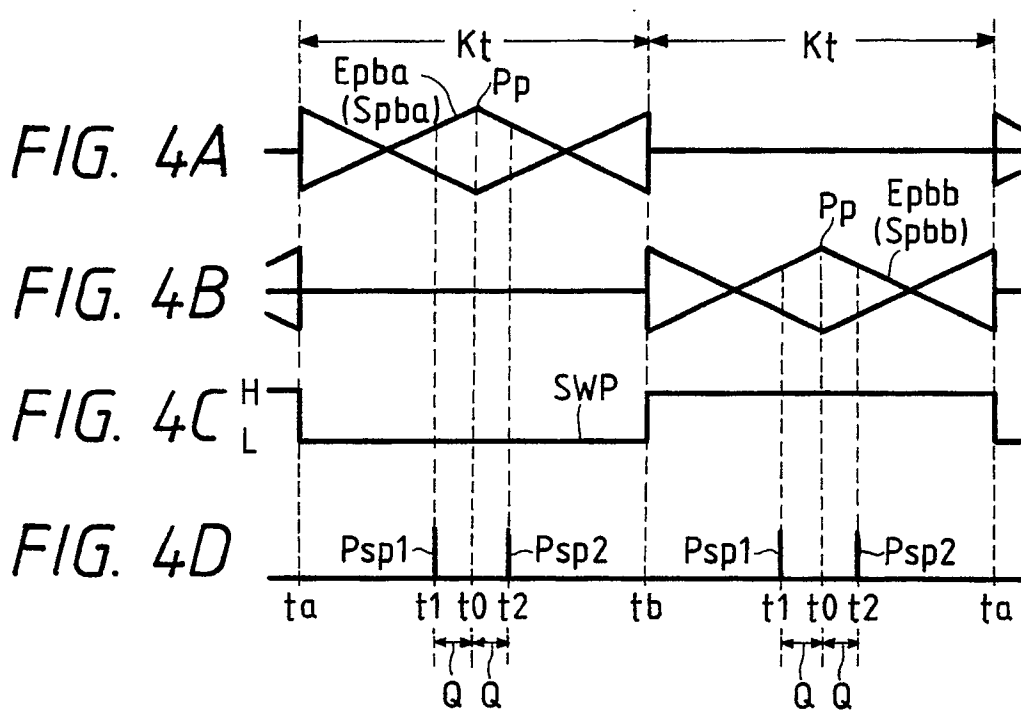 Kt Kt
Epba
(Spba)
Pp
FIG. 4A
Pp
Epbb
(Spbb)
FIG. 4B
H
L
SWP
FIG. 4C
FIG. 4D
Psp1 Psp2 Psp1 Psp2
ta t1 t0 t2 tb t1 t0 t2 ta
Q Q Q Q